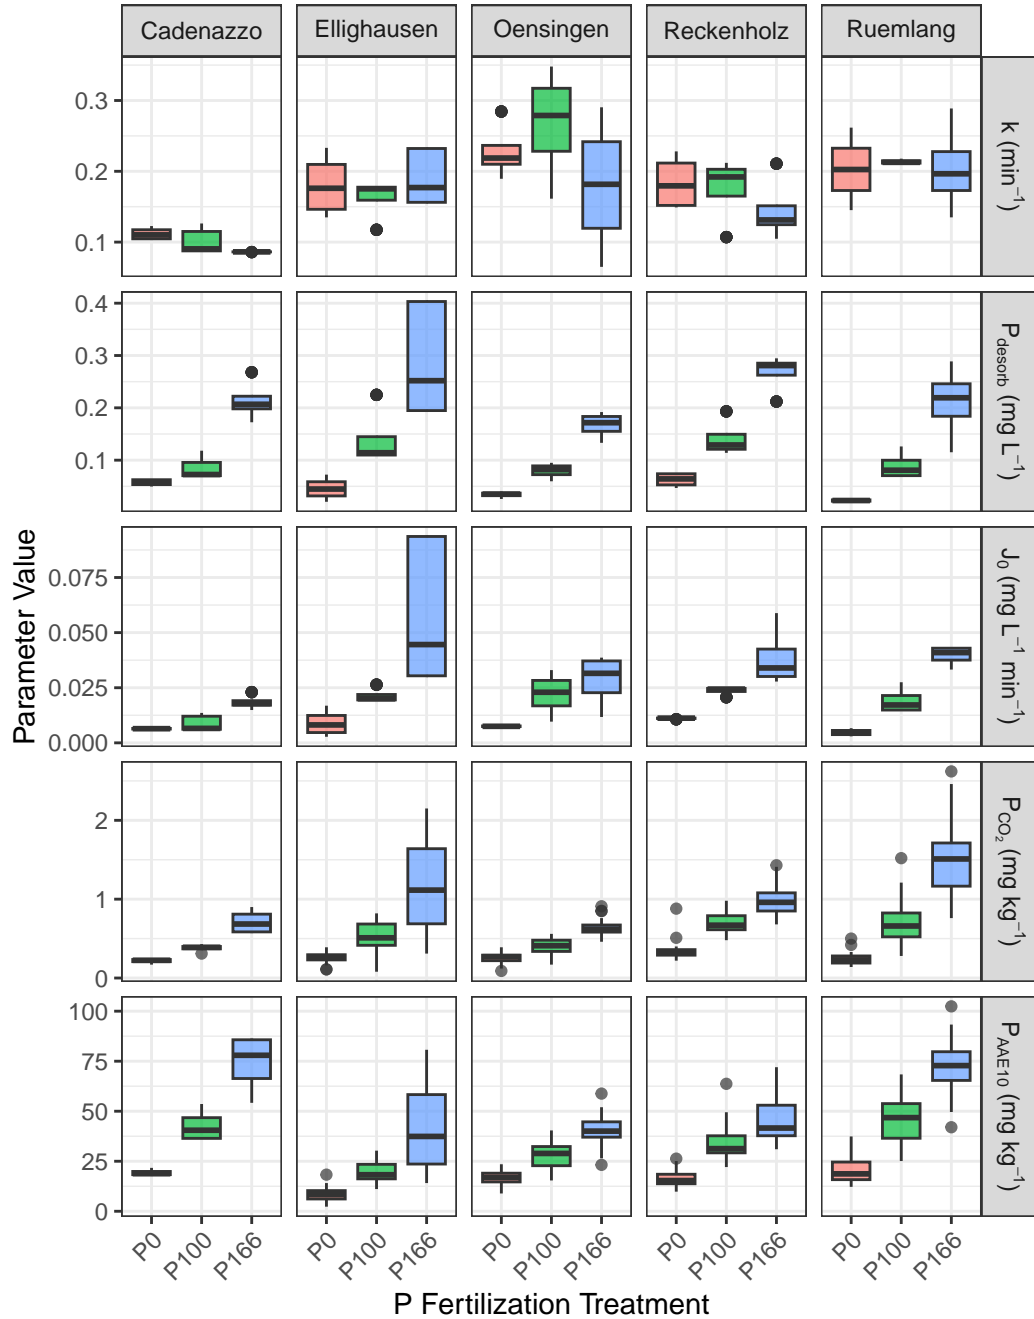 Cadenazzo Ellighausen Oensingen Reckenholz Ruemlang
0.3
0.2
0.1
k (min⁻¹)
0.4
0.3
0.2
0.1
P_desorb (mg L⁻¹)
0.075
0.050
0.025
0.000
J₀ (mg L⁻¹ min⁻¹)
2
1
0
P_CO₂ (mg kg⁻¹)
100
75
50
25
0
P_AAE10 (mg kg⁻¹)
Parameter Value
P0 P100 P166 P0 P100 P166 P0 P100 P166 P0 P100 P166 P0 P100 P166
P Fertilization Treatment